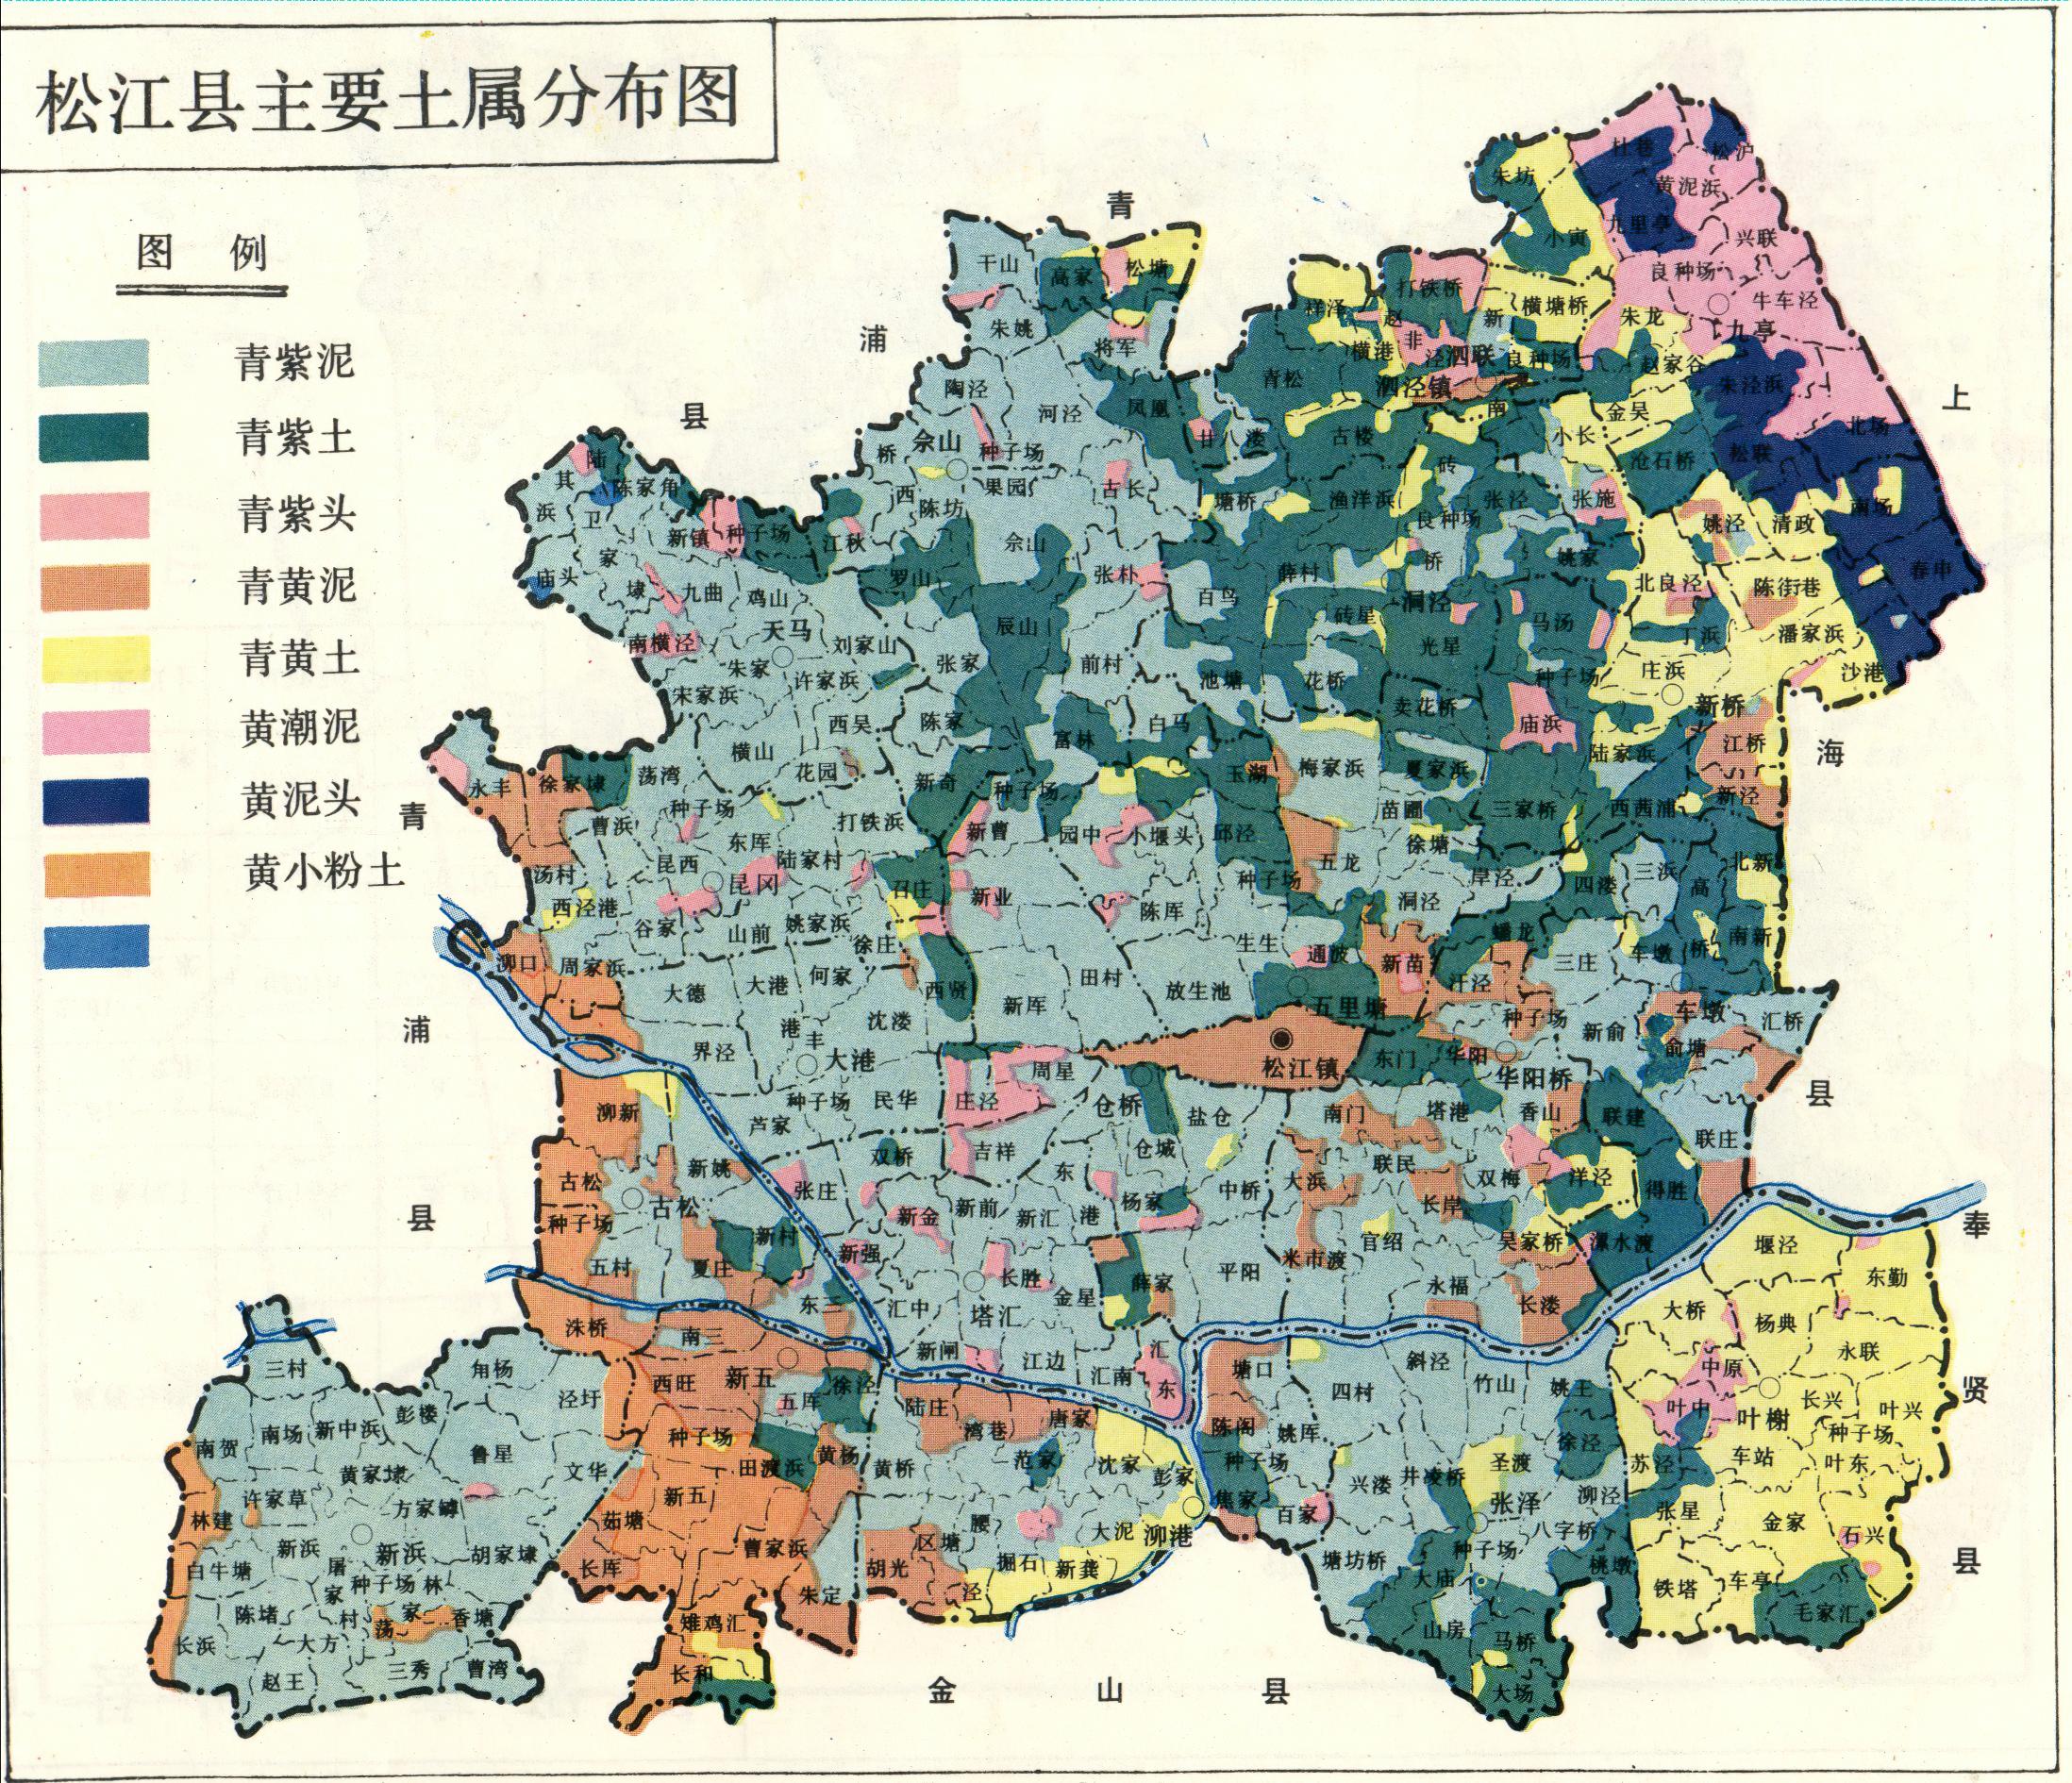 松江县主要土属分布图
图 例
青紫泥
青紫土
青紫头
青黄泥
青黄土
黄潮泥
黄泥头
黄小粉土
青
浦
县
上
海
县
青
浦
县
奉
贤
县
金 山 县
朱坊
杜巷
松沪
黄泥浜
九里亭
小寅
兴联
良种场
牛车泾
九亭
朱龙
赵家谷
朱泾浜
北场
松联
南场
春申
干山
高家
松塘
朱姚
将军
打铁桥
横塘桥
横港
泗联
良种场
泗泾镇
青松
古楼
南
小长
金吴
沧石桥
陶泾
河泾
凤凰
佘山
种子场
果园
陈坊
古长
塘桥
渔洋浜
砖
张泾
张施
良种场
姚泾
清政
陆
其
浜
卫
家
埭
陈家角
新镇
种子场
江秋
庙头
九曲
鸡山
罗山
佘山
张朴
百鸟
薛村
桥
姚家
北良泾
陈街巷
砖星
洞泾
马汤
丁浜
潘家浜
南横泾
天马
刘家山
辰山
张家
前村
光星
朱家
许家浜
宋家浜
池塘
花桥
种子场
庄浜
沙港
新桥
西吴
陈家
白马
卖花桥
庙浜
横山
富林
陆家浜
江桥
永丰
徐家埭
荡湾
花园
新奇
种子场
玉湖
梅家浜
夏家浜
新泾
种子场
曹浜
打铁浜
新曹
园中
小堰头
邱泾
苗圃
三家桥
西茜浦
东厍
徐塘
汤村
昆西
陆家村
昆冈
召庄
五龙
三浜
北新
种子场
岸泾
四溇
高
西泾港
新业
陈厍
洞泾
谷家
山前
姚家浜
徐庄
生生
通波
蟠龙
车墩
桥
南新
泖口
周家浜
大德
大港
何家
西贤
新厍
田村
放生池
新苗
汗泾
三庄
五里塘
沈溇
种子场
新俞
车墩
汇桥
界泾
港
丰
大港
周星
松江镇
东门
华阳
华阳桥
俞塘
泖新
种子场
民华
庄泾
仓桥
盐仓
南门
塔港
香山
联建
芦家
联庄
双桥
吉祥
仓城
新姚
东
港
联民
双梅
洋泾
得胜
古松
张庄
杨家
中桥
大浜
长岸
古松
种子场
新金
新前
新汇
新村
新强
官绍
吴家桥
潭水渡
堰泾
五村
夏庄
长胜
薛家
平阳
米市渡
永福
长溇
东勤
东三
汇中
塔汇
金星
大桥
杨典
洙桥
南三
新闸
江边
汇南
汇
东
塘口
斜泾
永联
三村
角杨
泾圩
西旺
新五
五厍
徐泾
四村
竹山
姚王
中原
长兴
叶兴
陆庄
湾巷
唐家
陈阁
姚厍
叶中
叶榭
种子场
南贺
南场
新中浜
彭楼
鲁星
种子场
田渡浜
黄杨
黄桥
范家
沈家
彭家
种子场
徐泾
苏泾
车站
叶东
黄家埭
文华
兴溇
井凌桥
圣渡
许家草
新五
焦家
百家
张泽
泖泾
张星
林建
方家
茹塘
区塘
腰
大泥
泖港
八字桥
金家
石兴
新浜
新浜
胡家埭
曹家浜
掘石
新龚
塘坊桥
种子场
白牛塘
屠
家
村
种子场
林
家
荡
长厍
胡光
泾
大庙
桃墩
铁塔
车亭
毛家汇
陈堵
香塘
朱定
长浜
大方
雉鸡汇
山房
马桥
赵王
三秀
曹湾
长和
大场